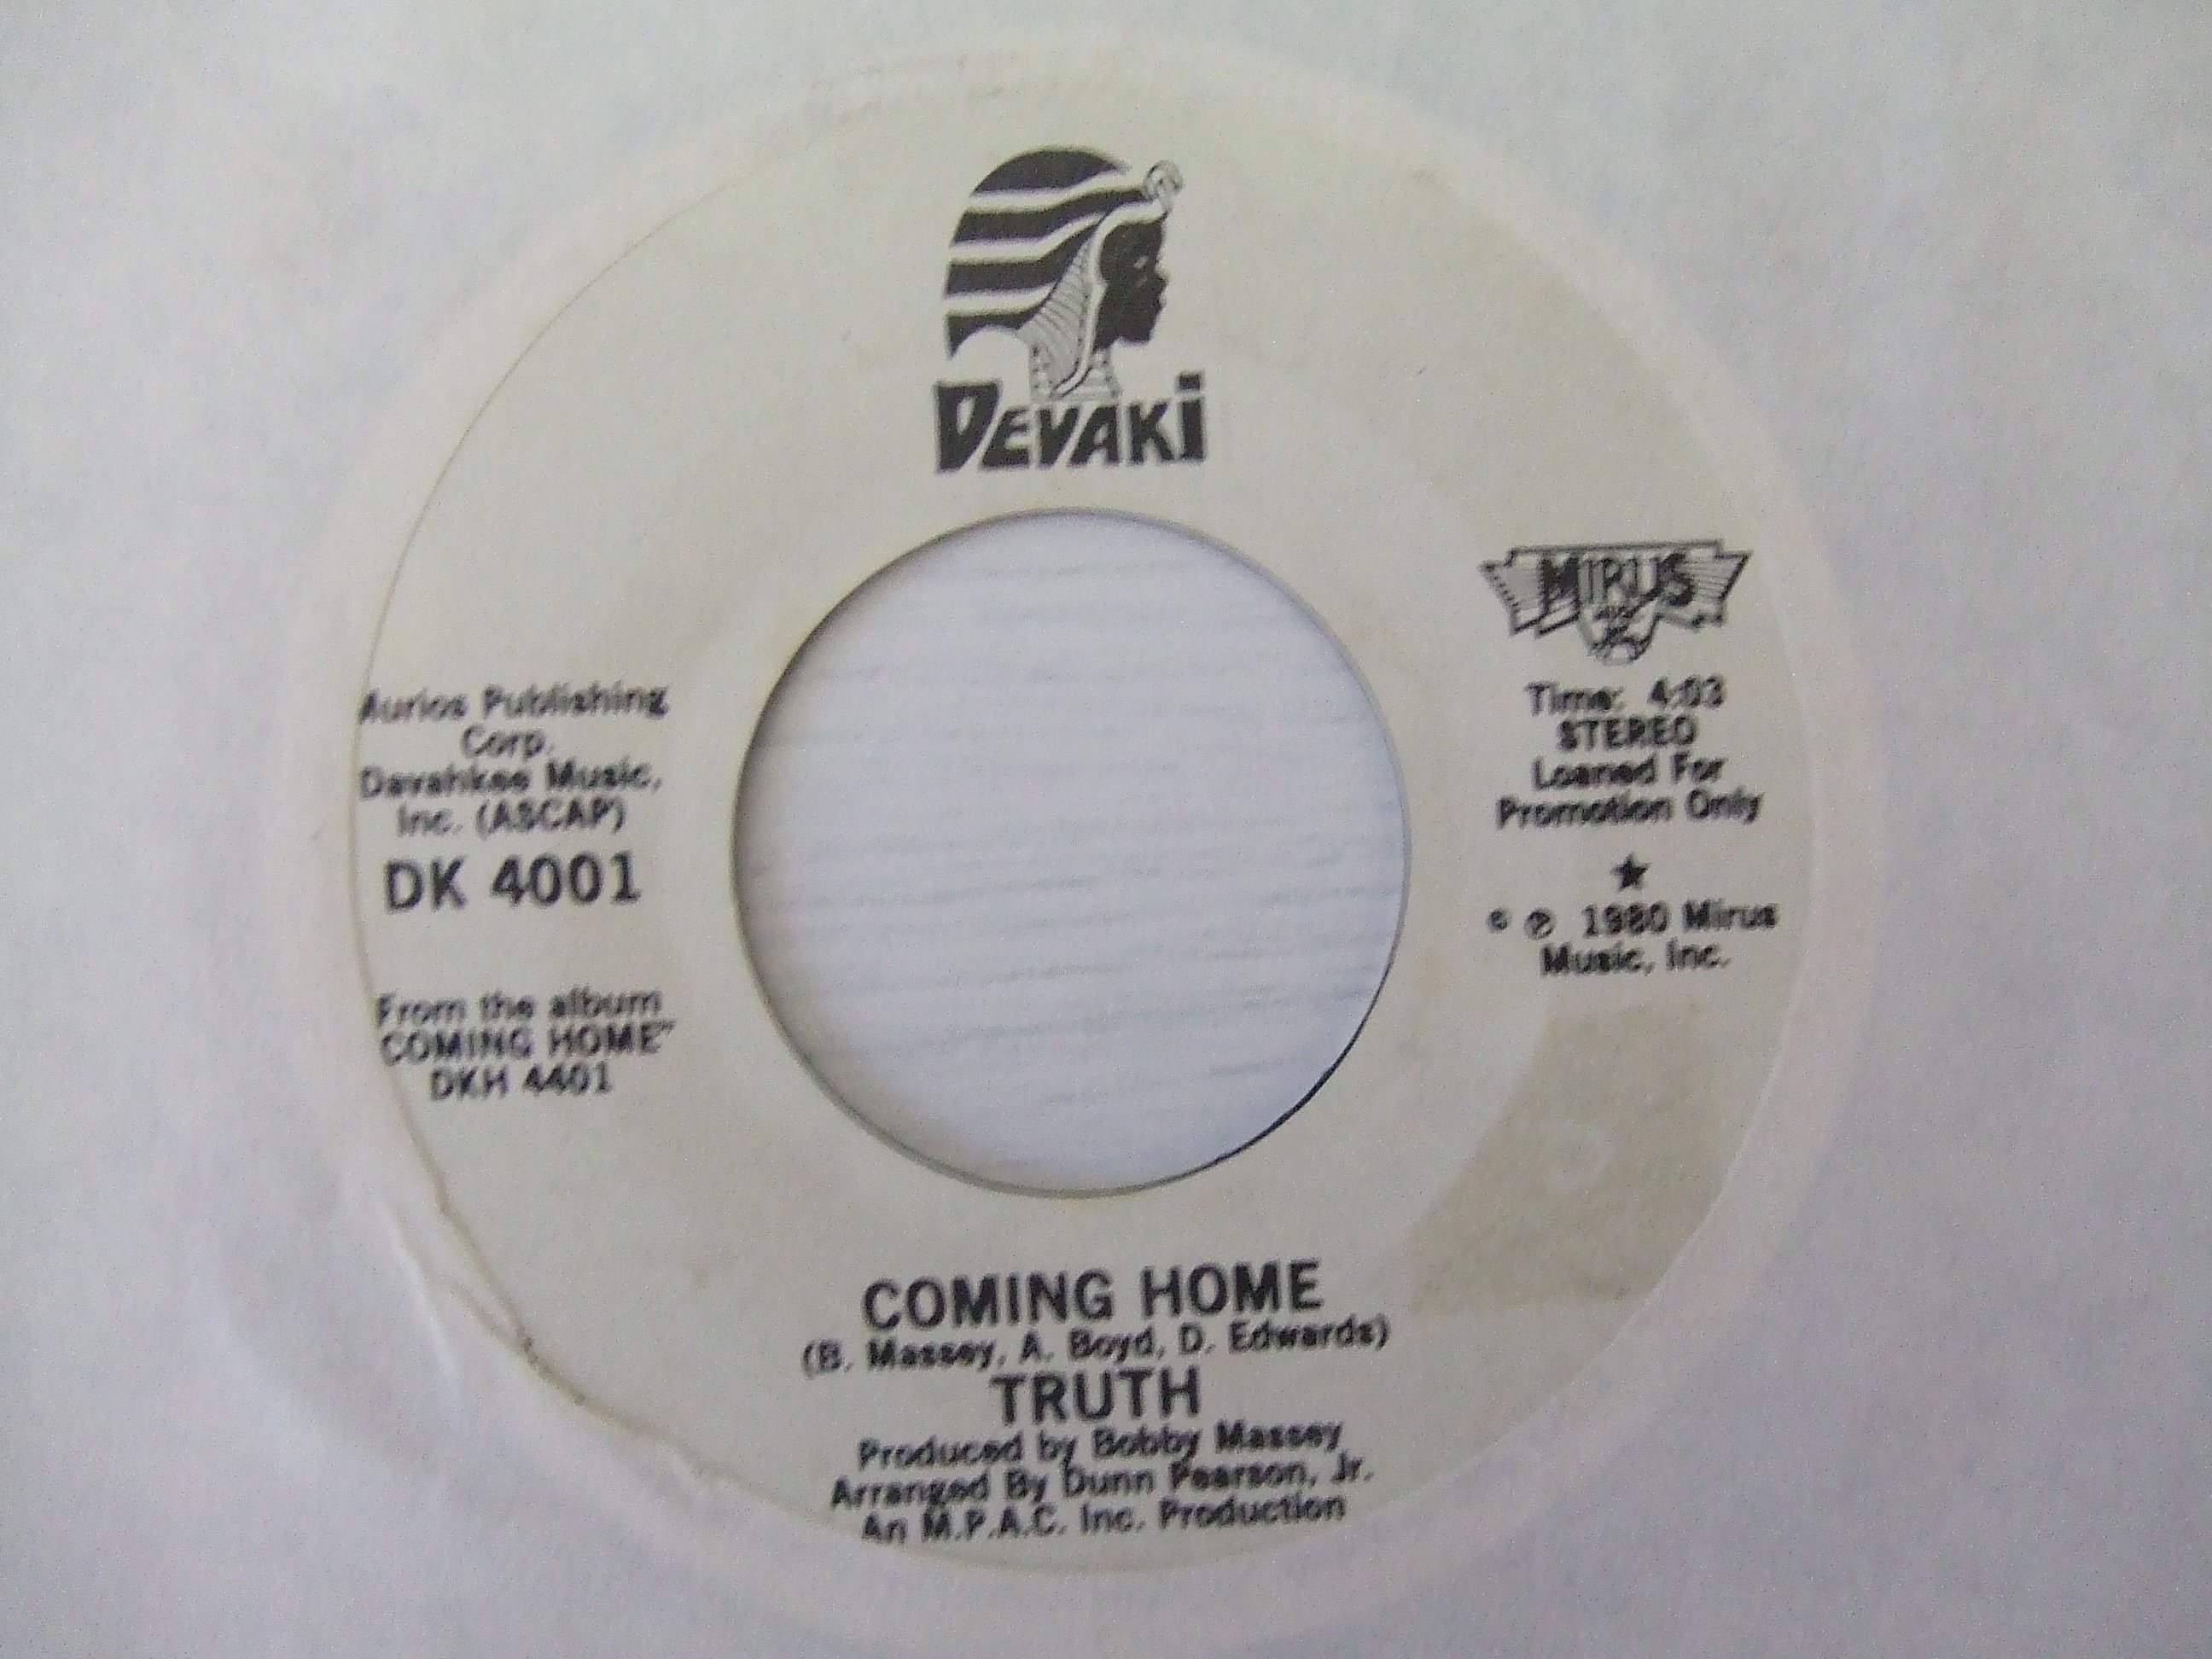 DEVAKi
MIRUS
Aurios Publishing
Corp.
Davahkee Music,
Inc. (ASCAP)
DK 4001
From the album
COMING HOME"
DKH 4401
Time: 4:03
STEREO
Loaned For
Promotion Only
★
© ℗ 1980 Mirus
Music, Inc.
COMING HOME
(B. Massey, A. Boyd, D. Edwards)
TRUTH
Produced by Bobby Massey
Arranged By Dunn Pearson, Jr.
An M.P.A.C. Inc. Production